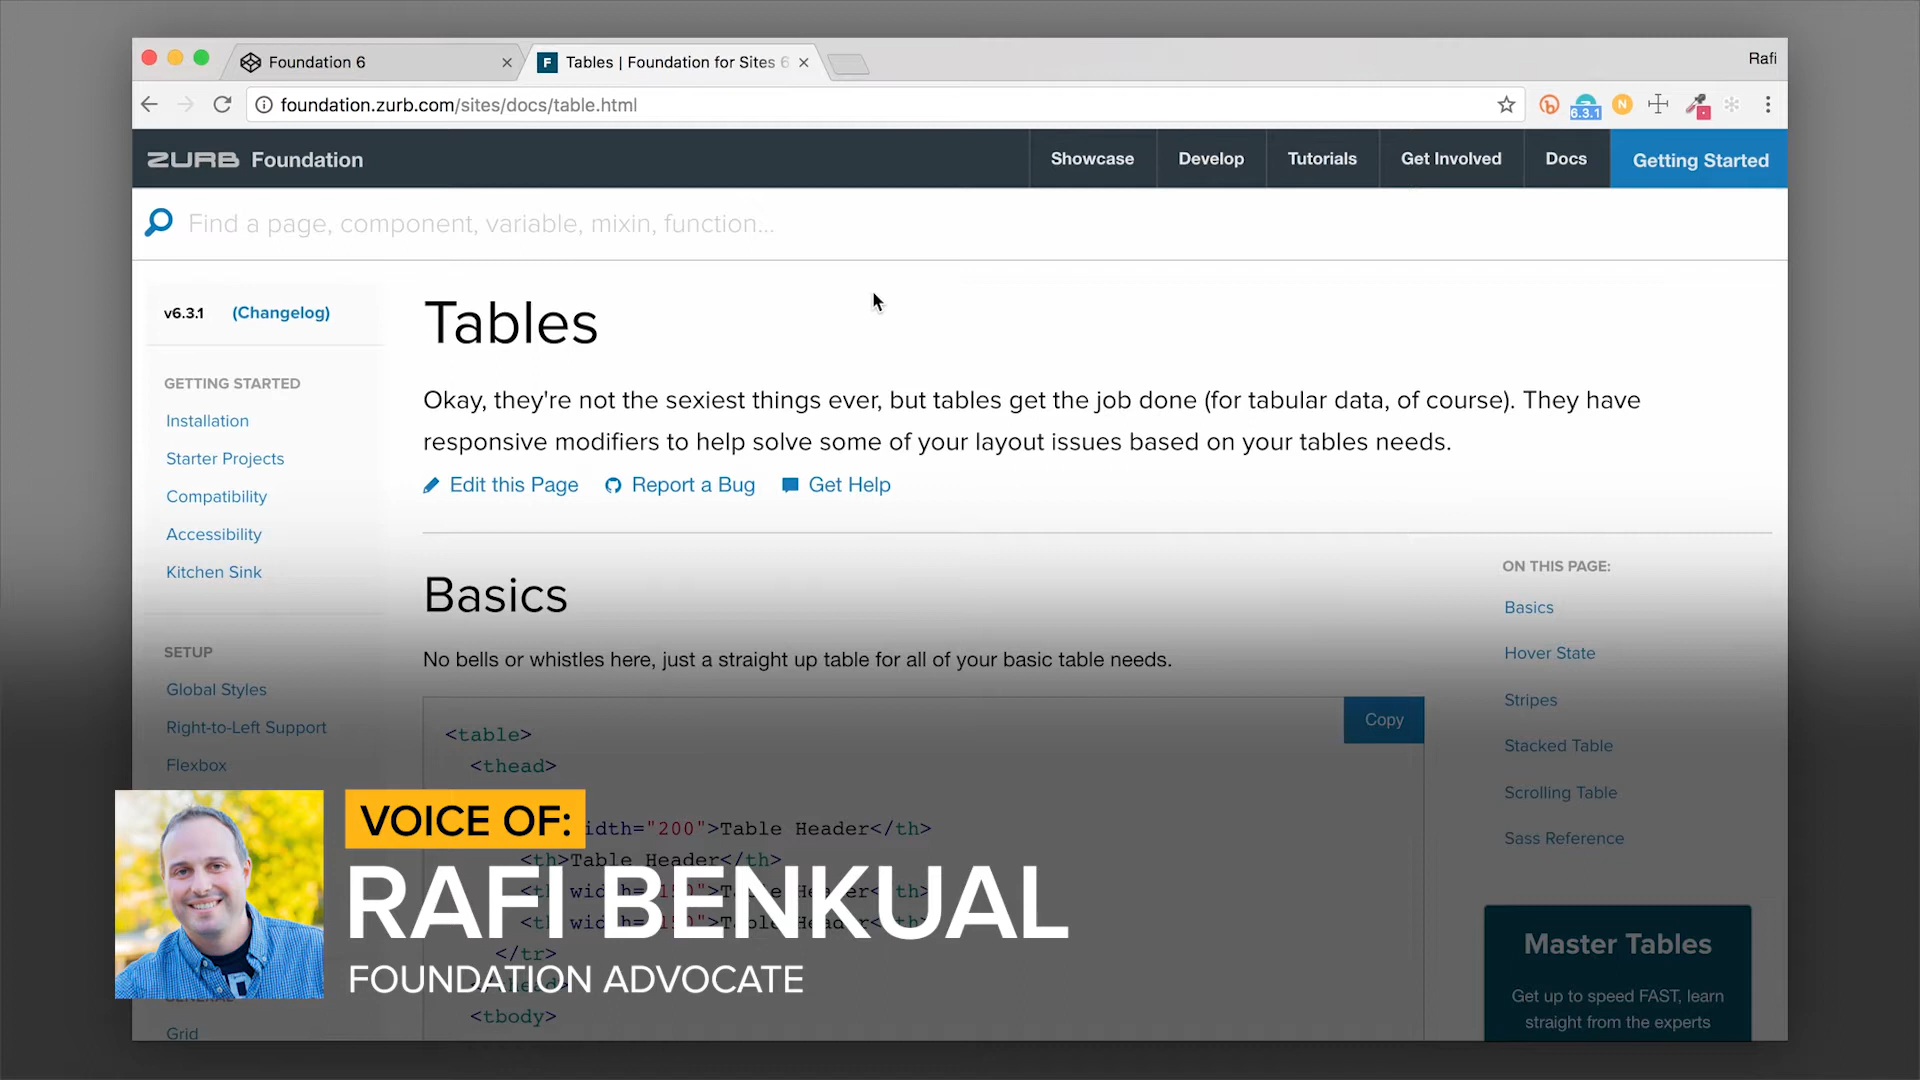 Foundation 6
Tables | Foundation for Sites 6
Rafi
foundation.zurb.com/sites/docs/table.html
6.3.1
N
ZURB Foundation
Showcase
Develop
Tutorials
Get Involved
Docs
Getting Started
Find a page, component, variable, mixin, function...
v6.3.1 (Changelog)
GETTING STARTED
Installation
Starter Projects
Compatibility
Accessibility
Kitchen Sink
SETUP
Global Styles
Right-to-Left Support
Flexbox
GENERAL
Grid
Tables
Okay, they're not the sexiest things ever, but tables get the job done (for tabular data, of course). They have
responsive modifiers to help solve some of your layout issues based on your tables needs.
Edit this Page
Report a Bug
Get Help
Basics
No bells or whistles here, just a straight up table for all of your basic table needs.
Copy
<table>
<thead>
idth="200">Table Header</th>
<th>Table Header</th>
</tr>
<tbody>
ON THIS PAGE:
Basics
Hover State
Stripes
Stacked Table
Scrolling Table
Sass Reference
Master Tables
Get up to speed FAST, learn
straight from the experts
VOICE OF:
RAFI BENKUAL
FOUNDATION ADVOCATE